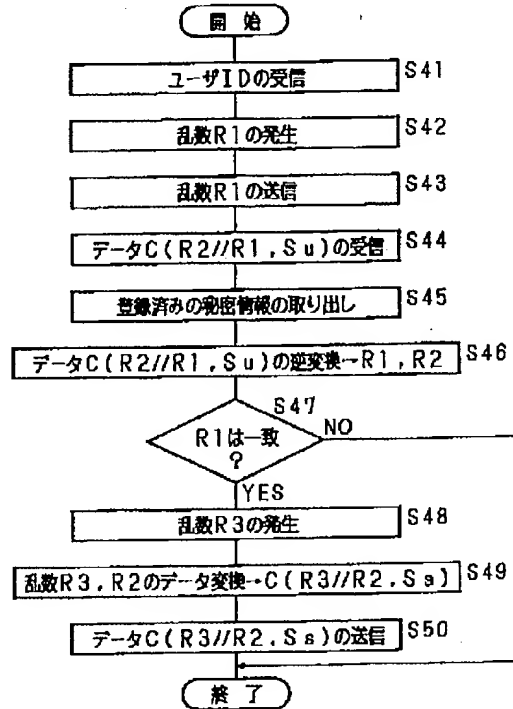 開始
ユーザIDの受信 S41
乱数R1の発生 S42
乱数R1の送信 S43
データC(R2//R1,Su)の受信 S44
登録済みの秘密情報の取り出し S45
データC(R2//R1,Su)の逆変換→R1,R2 S46
S47
R1は一致 NO
?
YES
乱数R3の発生 S48
乱数R3,R2のデータ変換→C(R3//R2,Ss) S49
データC(R3//R2,Ss)の送信 S50
終了